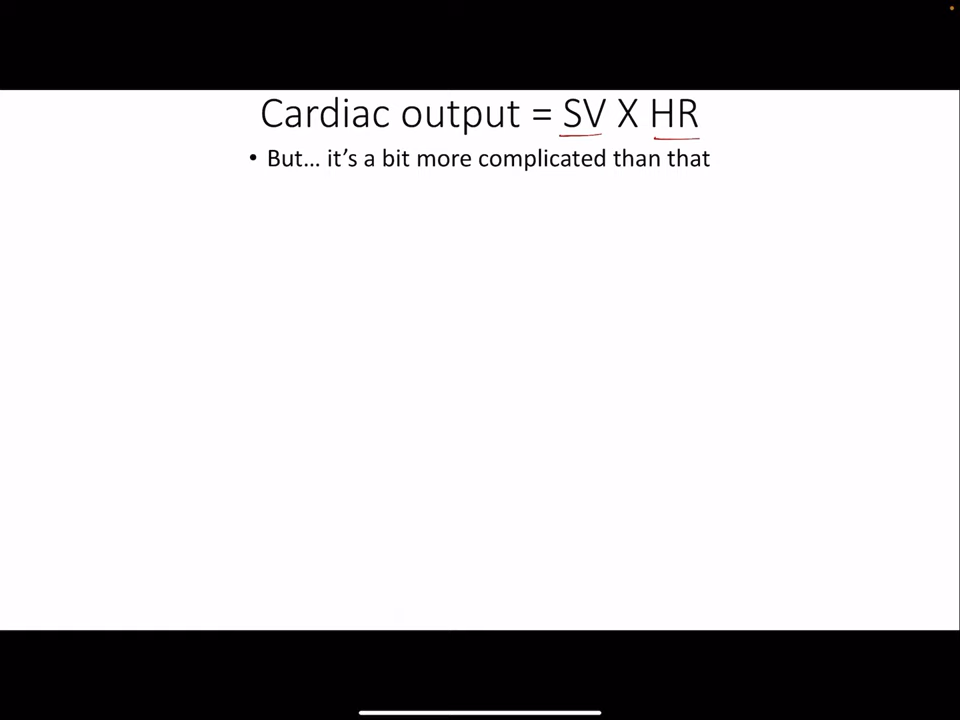 Cardiac output = SV X HR
• But... it's a bit more complicated than that